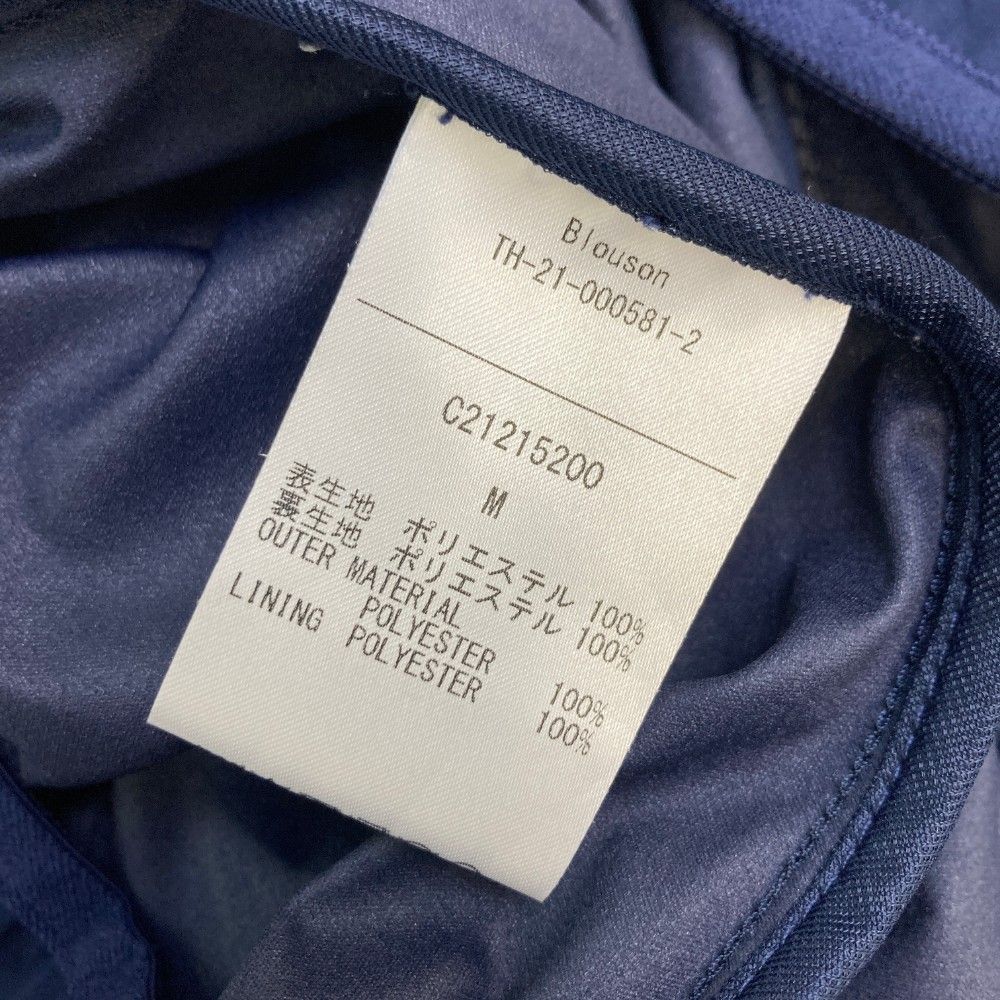 Blouson
TH-21-000581-2
C21215200
M
表生地 ポリエステル 100%
裏生地 ポリエステル 100%
OUTER MATERIAL
POLYESTER 100%
LINING POLYESTER 100%